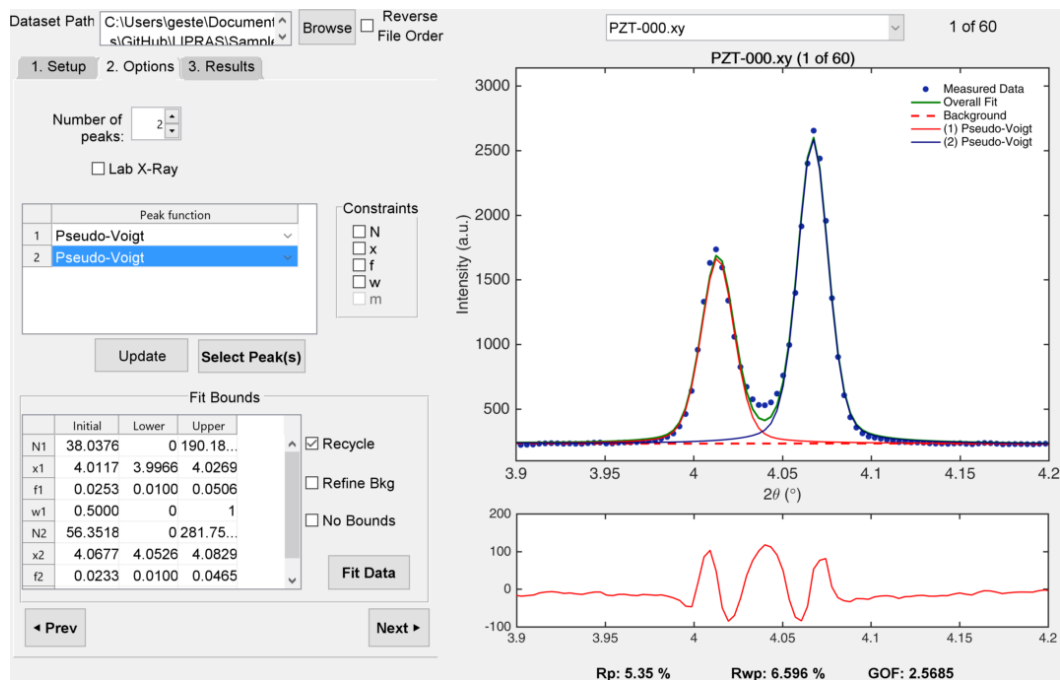 Dataset Path
C:\Users\geste\Document
s\GitHub\LIPRAS\Sample
Browse
Reverse
File Order
PZT-000.xy
1 of 60
1. Setup
2. Options
3. Results
Number of
peaks:
2
Lab X-Ray
Peak function
1 Pseudo-Voigt
2 Pseudo-Voigt
Constraints
N
x
f
w
m
Update
Select Peak(s)
Fit Bounds
Initial Lower Upper
N1 38.0376 0 190.18...
x1 4.0117 3.9966 4.0269
f1 0.0253 0.0100 0.0506
w1 0.5000 0 1
N2 56.3518 0 281.75...
x2 4.0677 4.0526 4.0829
f2 0.0233 0.0100 0.0465
Recycle
Refine Bkg
No Bounds
Fit Data
Prev
Next
PZT-000.xy (1 of 60)
Measured Data
Overall Fit
Background
(1) Pseudo-Voigt
(2) Pseudo-Voigt
Intensity (a.u.)
3000
2500
2000
1500
1000
500
3.9 3.95 4 4.05 4.1 4.15 4.2
2θ (°)
200
100
0
-100
3.9 3.95 4 4.05 4.1 4.15 4.2
Rp: 5.35 % Rwp: 6.596 % GOF: 2.5685